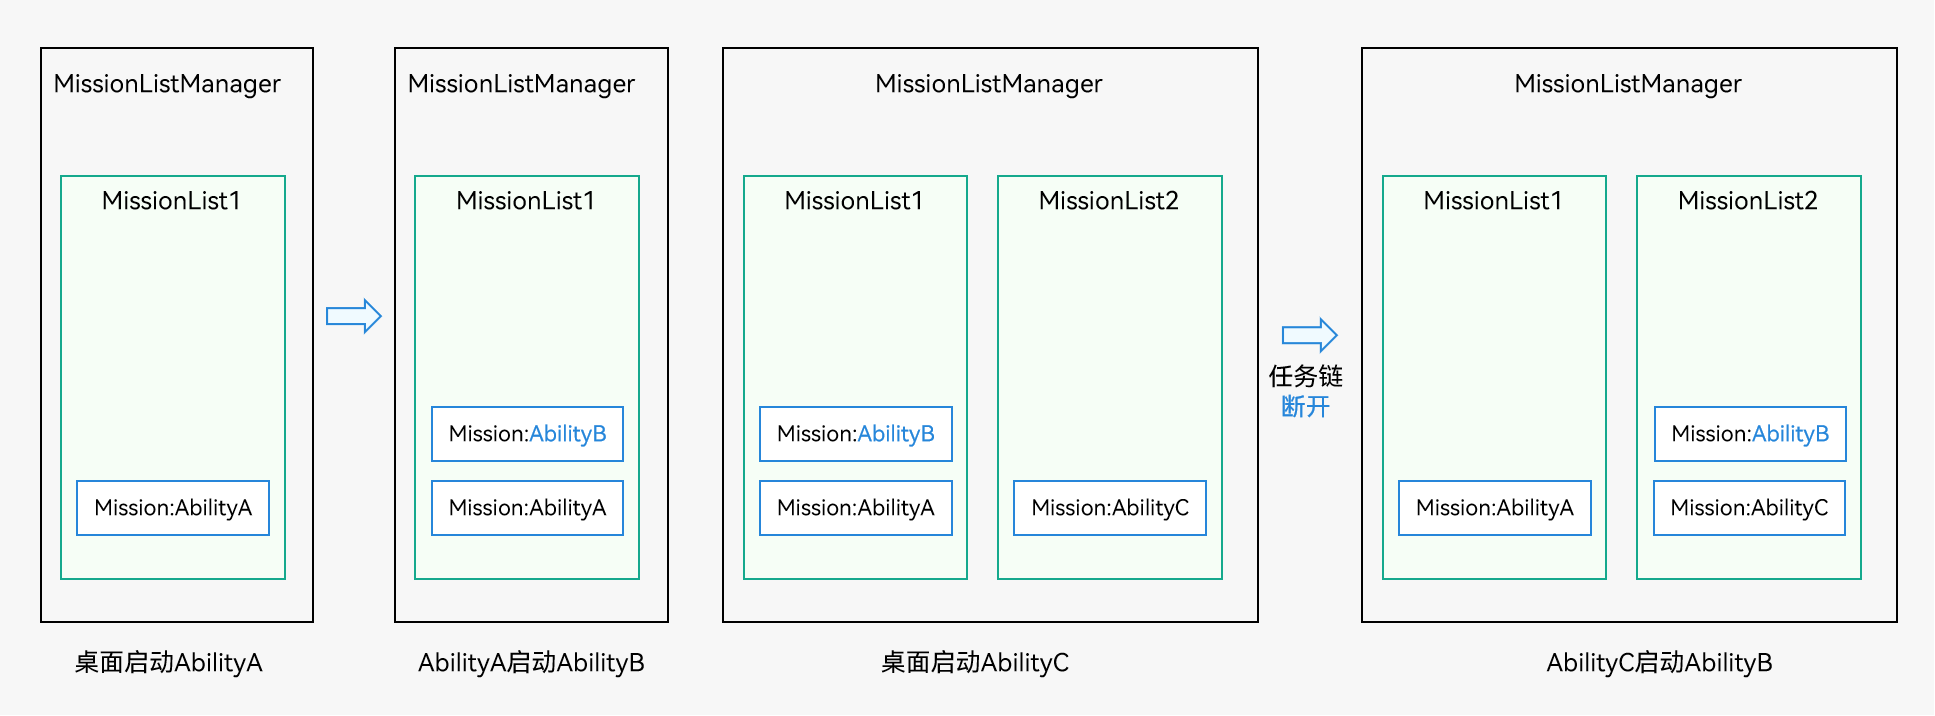 MissionListManager
MissionList1
Mission:AbilityA
桌面启动AbilityA
MissionListManager
MissionList1
Mission:AbilityB
Mission:AbilityA
AbilityA启动AbilityB
MissionListManager
MissionList1
Mission:AbilityB
Mission:AbilityA
MissionList2
Mission:AbilityC
桌面启动AbilityC
任务链
断开
MissionListManager
MissionList1
Mission:AbilityA
MissionList2
Mission:AbilityB
Mission:AbilityC
AbilityC启动AbilityB